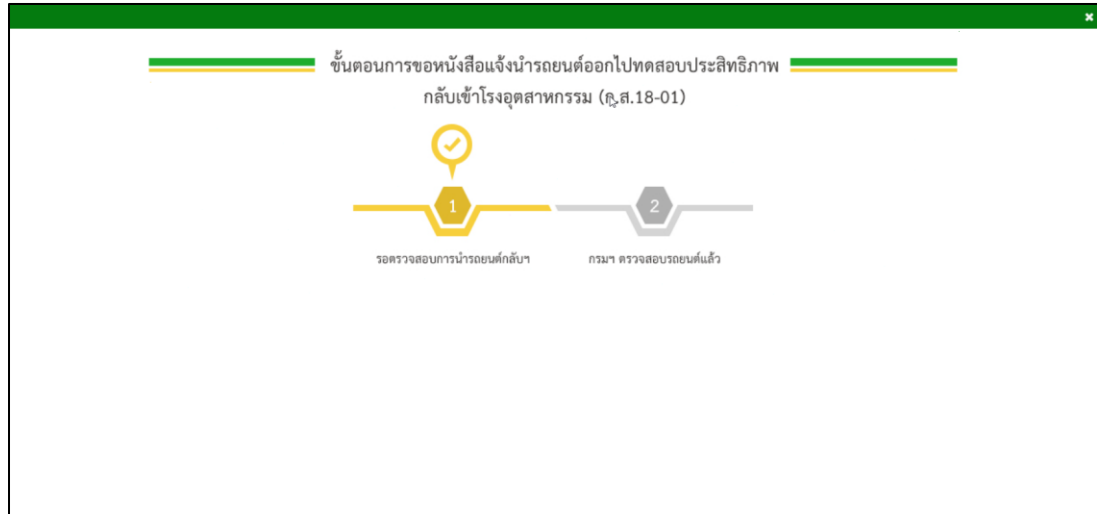 ขั้นตอนการขอหนังสือแจ้งนำรถยนต์ออกไปทดสอบประสิทธิภาพ
กลับเข้าโรงอุตสาหกรรม (ภ.ส.18-01)
1
2
รอตรวจสอบการนำรถยนต์กลับฯ
กรมฯ ตรวจสอบรถยนต์แล้ว